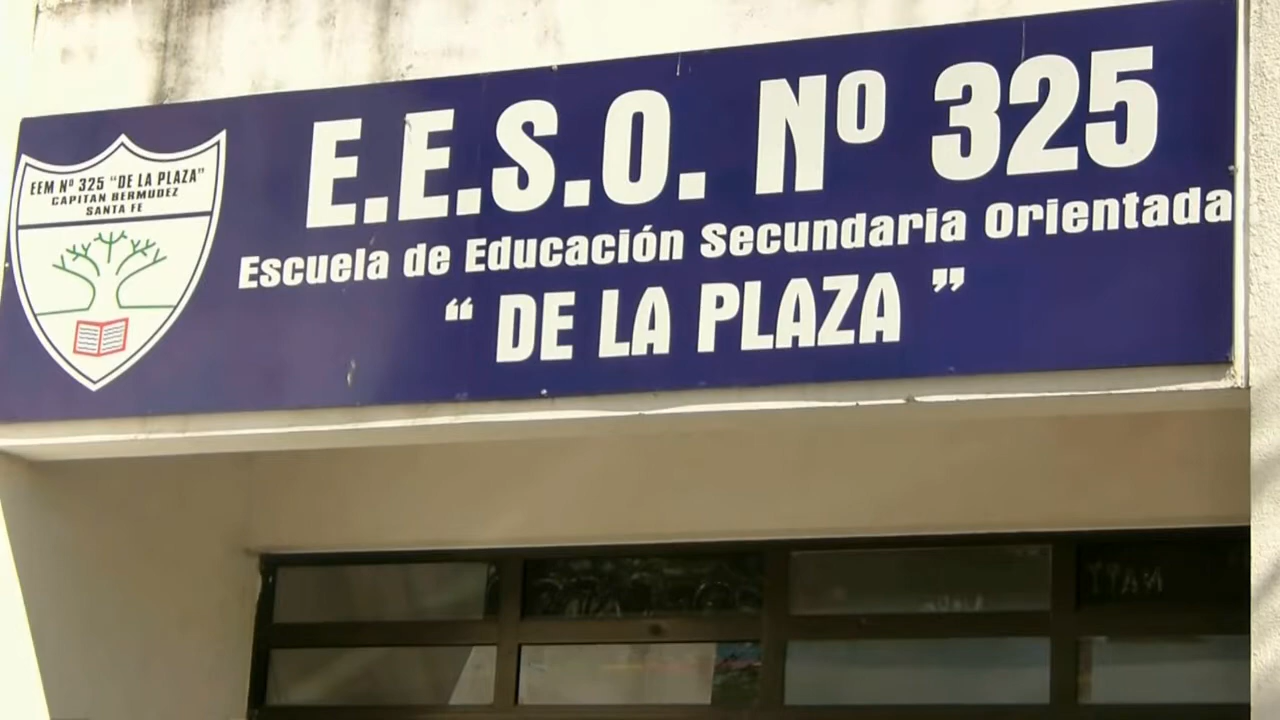 EEM Nº 325 "DE LA PLAZA"
CAPITAN BERMUDEZ
SANTA FE
E.E.S.O. Nº 325
Escuela de Educación Secundaria Orientada
“ DE LA PLAZA ”